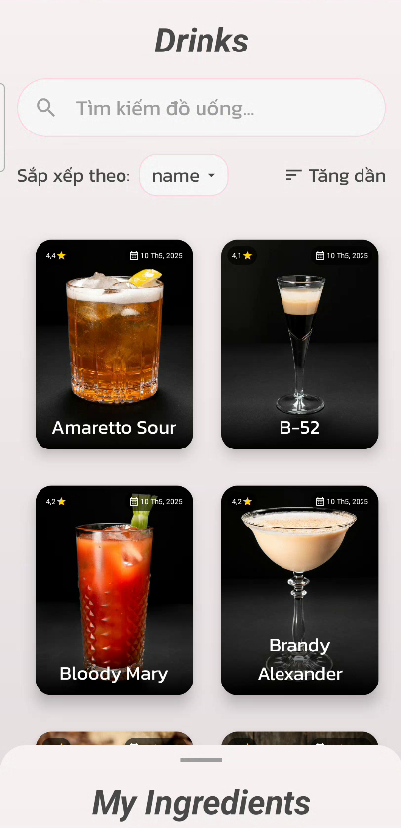 Drinks
Tìm kiếm đồ uống...
Sắp xếp theo: name Tăng dần
4,4 10 Th5, 2025
4,1 10 Th5, 2025
Amaretto Sour
B-52
4,2 10 Th5, 2025
4,2 10 Th5, 2025
Bloody Mary
Brandy
Alexander
My Ingredients